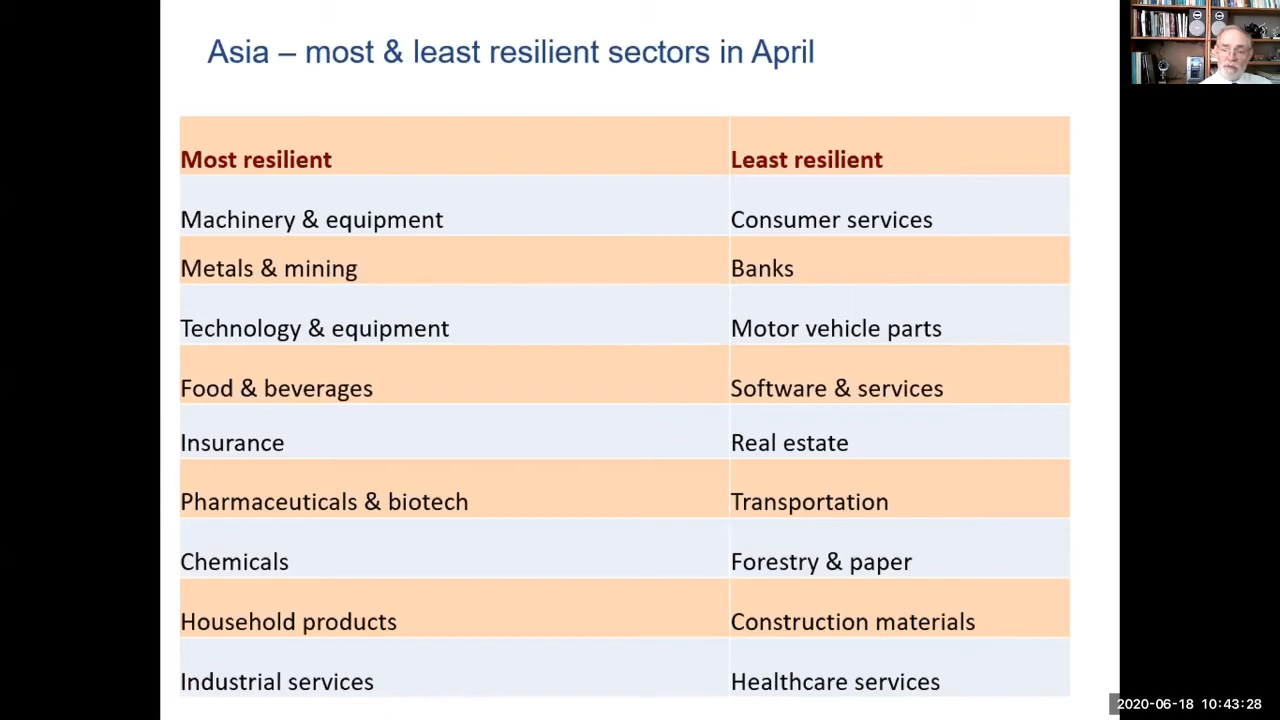 Asia – most & least resilient sectors in April
Most resilient
Least resilient
Machinery & equipment
Consumer services
Metals & mining
Banks
Technology & equipment
Motor vehicle parts
Food & beverages
Software & services
Insurance
Real estate
Pharmaceuticals & biotech
Transportation
Chemicals
Forestry & paper
Household products
Construction materials
Industrial services
Healthcare services
2020-06-18 10:43:28